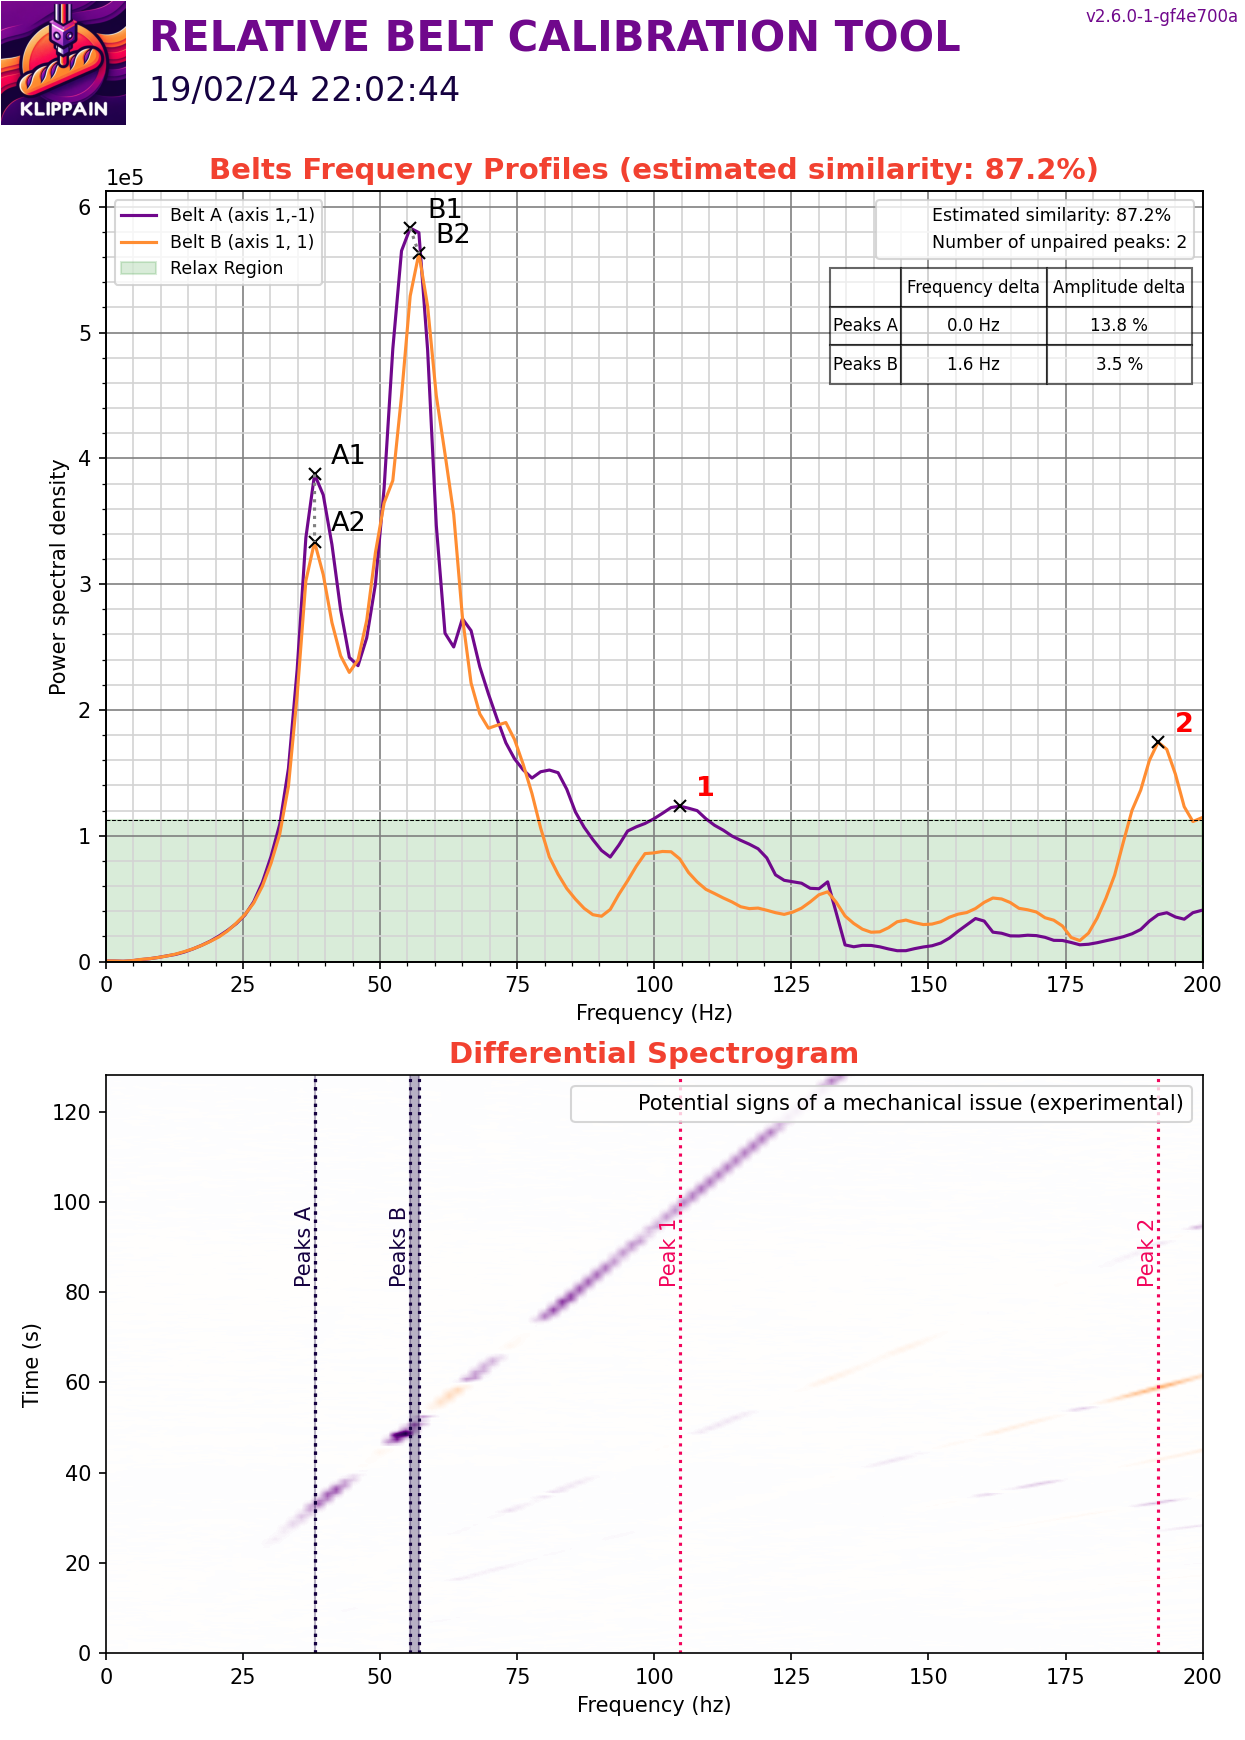 v2.6.0-1-gf4e700a
RELATIVE BELT CALIBRATION TOOL
19/02/24 22:02:44
KLIPPAIN
Belts Frequency Profiles (estimated similarity: 87.2%)
1e5
Belt A (axis 1,-1)
Belt B (axis 1, 1)
Relax Region
Estimated similarity: 87.2%
Number of unpaired peaks: 2
Frequency delta Amplitude delta
Peaks A 0.0 Hz 13.8 %
Peaks B 1.6 Hz 3.5 %
B1
B2
A1
A2
1
2
Power spectral density
6
5
4
3
2
1
0
0 25 50 75 100 125 150 175 200
Frequency (Hz)
Differential Spectrogram
Potential signs of a mechanical issue (experimental)
Peaks A
Peaks B
Peak 1
Peak 2
Time (s)
120
100
80
60
40
20
0
0 25 50 75 100 125 150 175 200
Frequency (hz)